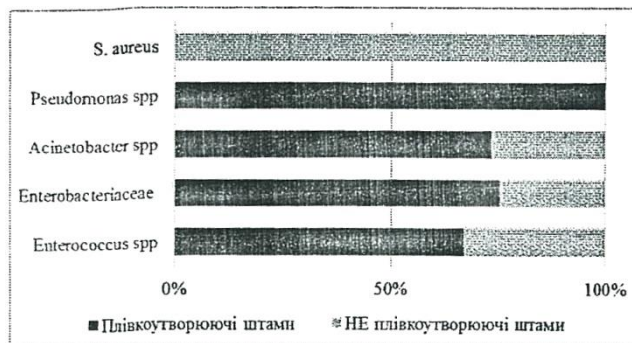 S. aureus
Pseudomonas spp
Acinetobacter spp
Enterobacteriaceae
Enterococcus spp
0% 50% 100%
Плівкоутворюючі штами НЕ плівкоутворюючі штами